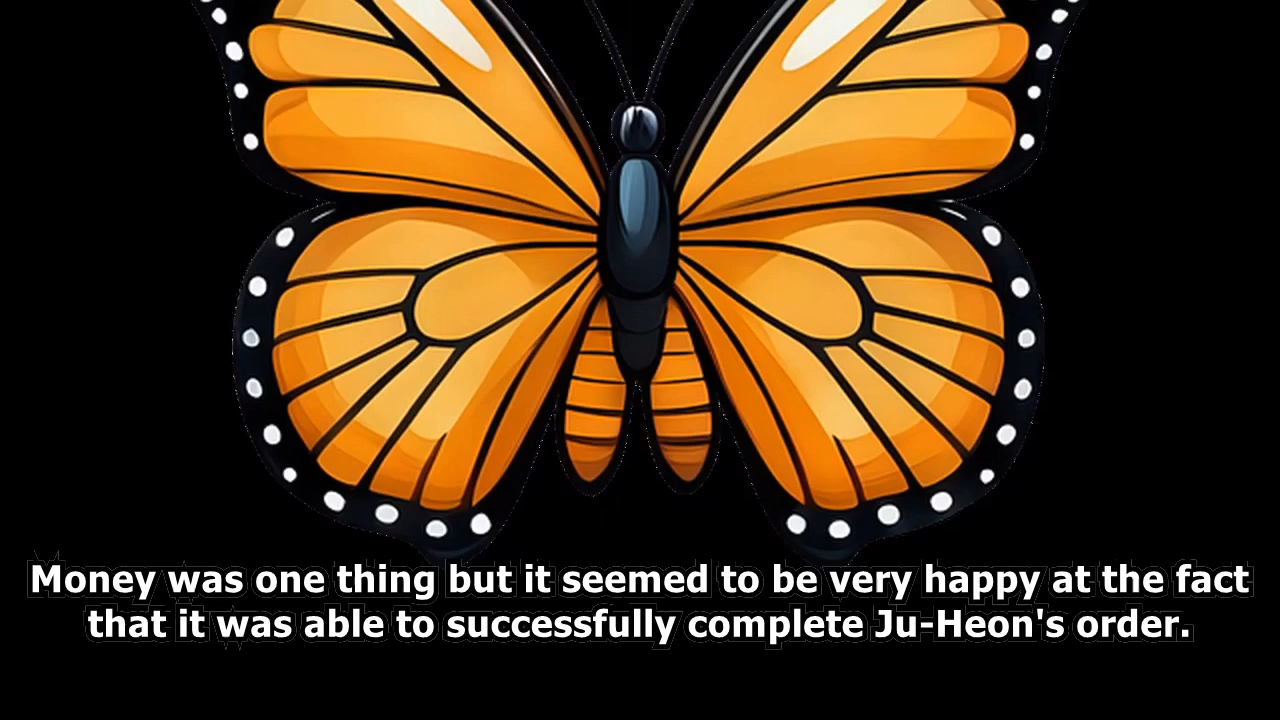 Money was one thing but it seemed to be very happy at the fact
that it was able to successfully complete Ju-Heon's order.